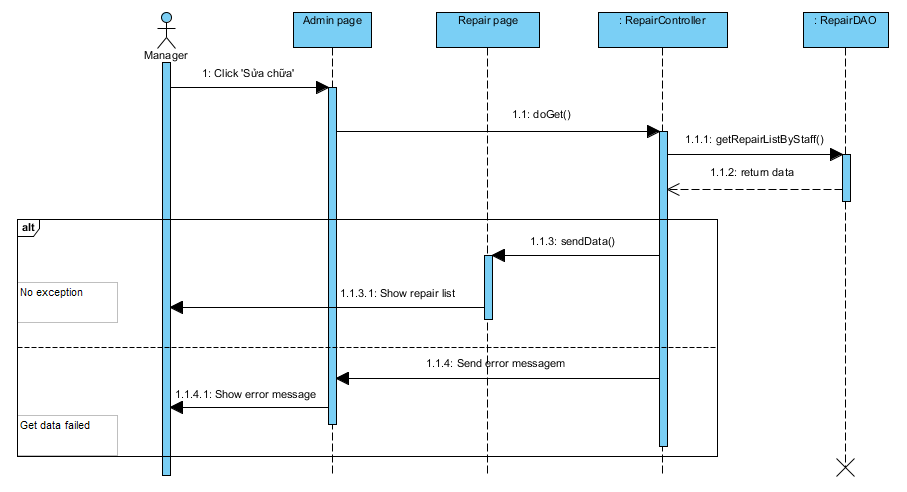 Admin page
Repair page
: RepairController
: RepairDAO
Manager
1: Click 'Sửa chữa'
1.1: doGet()
1.1.1: getRepairListByStaff()
1.1.2: return data
alt
1.1.3: sendData()
No exception
1.1.3.1: Show repair list
1.1.4: Send error messagem
1.1.4.1: Show error message
Get data failed